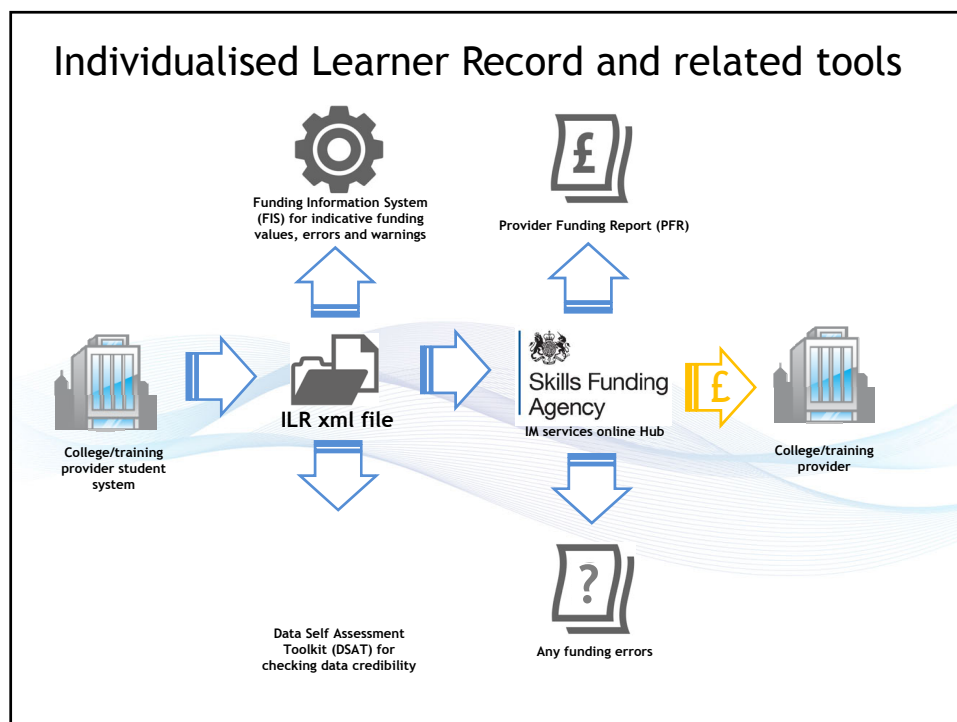 Individualised Learner Record and related tools
£
Funding Information System
(FIS) for indicative funding
values, errors and warnings
Provider Funding Report (PFR)
ILR xml file
Skills Funding
Agency
IM services online Hub
£
College/training
provider student
system
College/training
provider
?
Data Self Assessment
Toolkit (DSAT) for
checking data credibility
Any funding errors